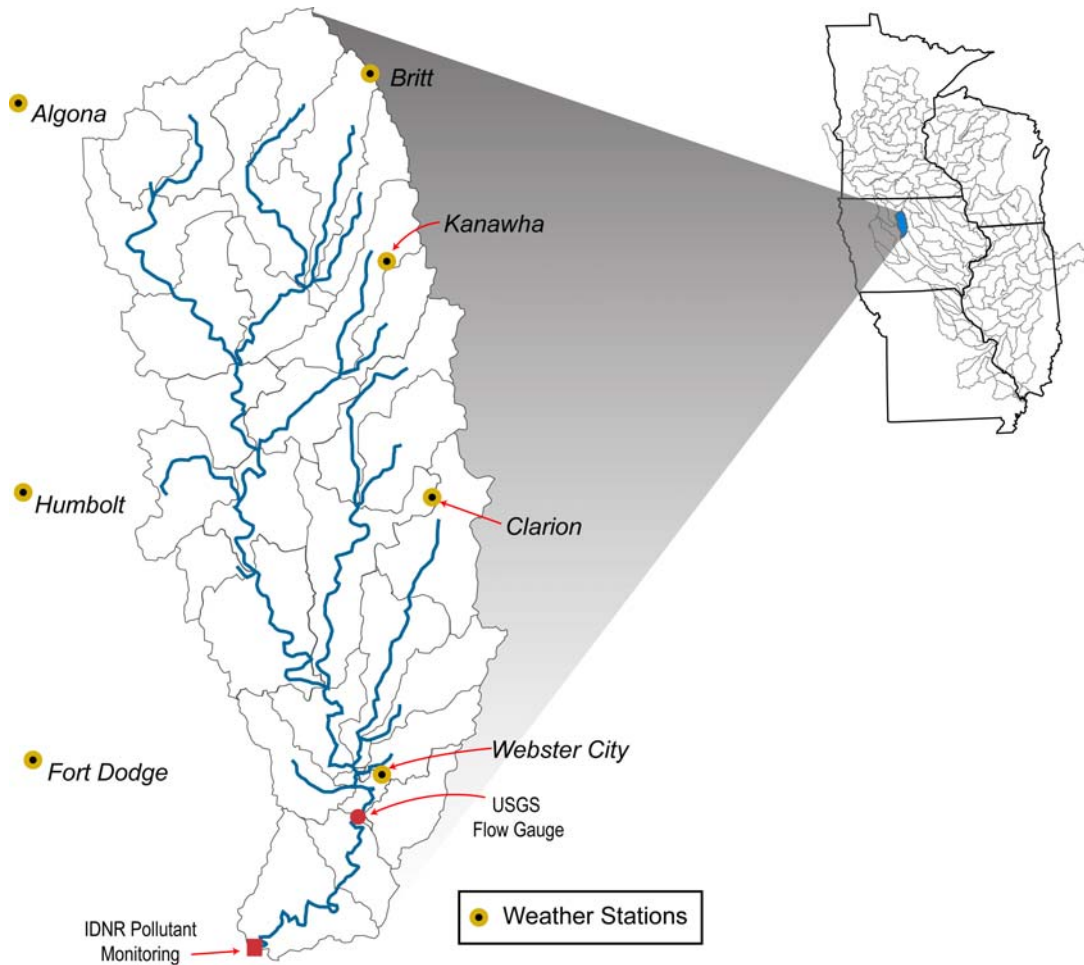 Britt
Algona
Kanawha
Humbolt
Clarion
Webster City
Fort Dodge
USGS
Flow Gauge
Weather Stations
IDNR Pollutant
Monitoring